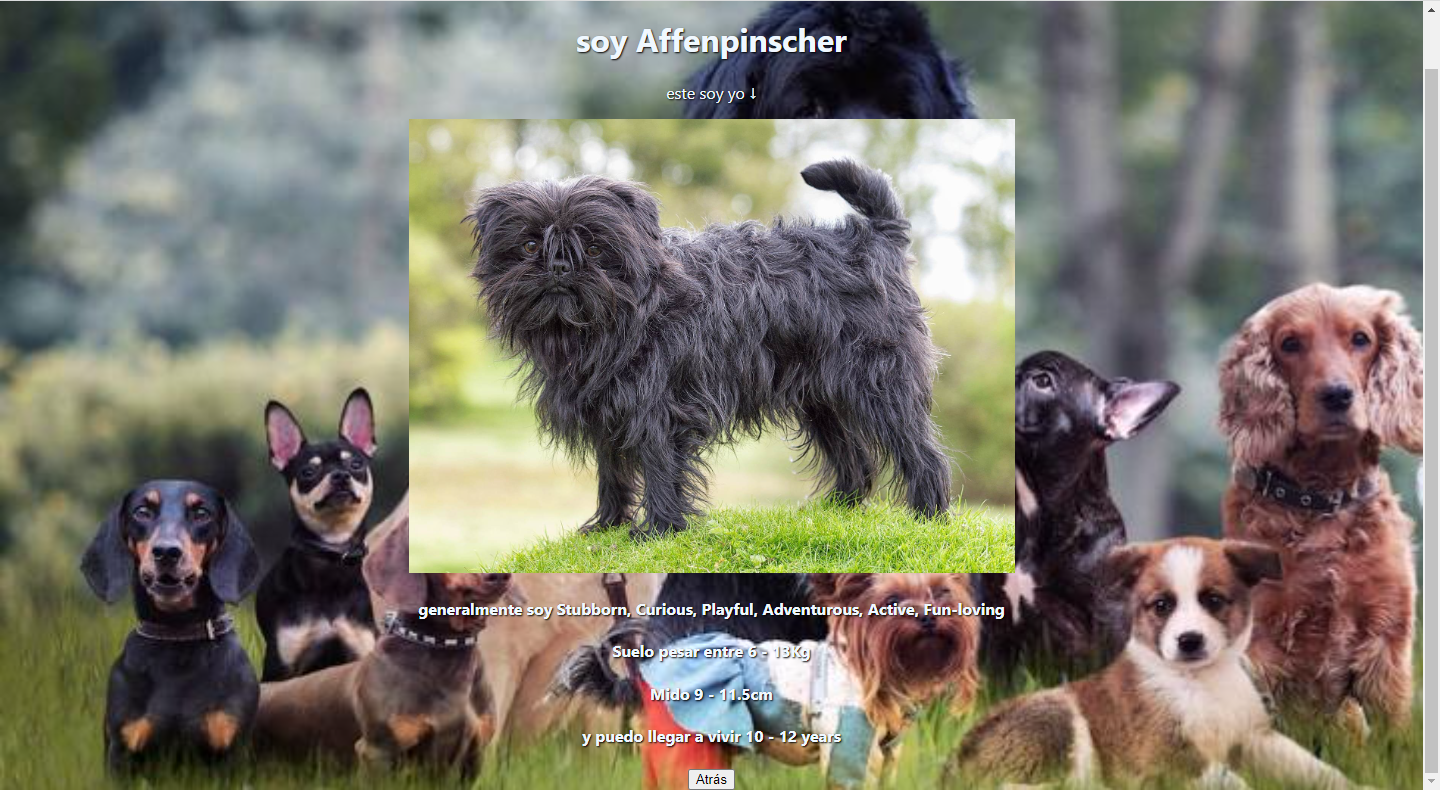 soy Affenpinscher
este soy yo ↓
generalmente soy Stubborn, Curious, Playful, Adventurous, Active, Fun-loving
Suelo pesar entre 6 - 13Kg
Mido 9 - 11.5cm
y puedo llegar a vivir 10 - 12 years
Atrás